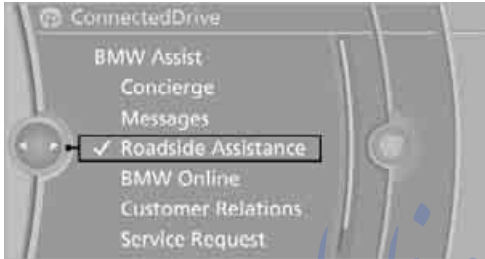 ConnectedDrive
BMW Assist
Concierge
Messages
✓ Roadside Assistance
BMW Online
Customer Relations
Service Request